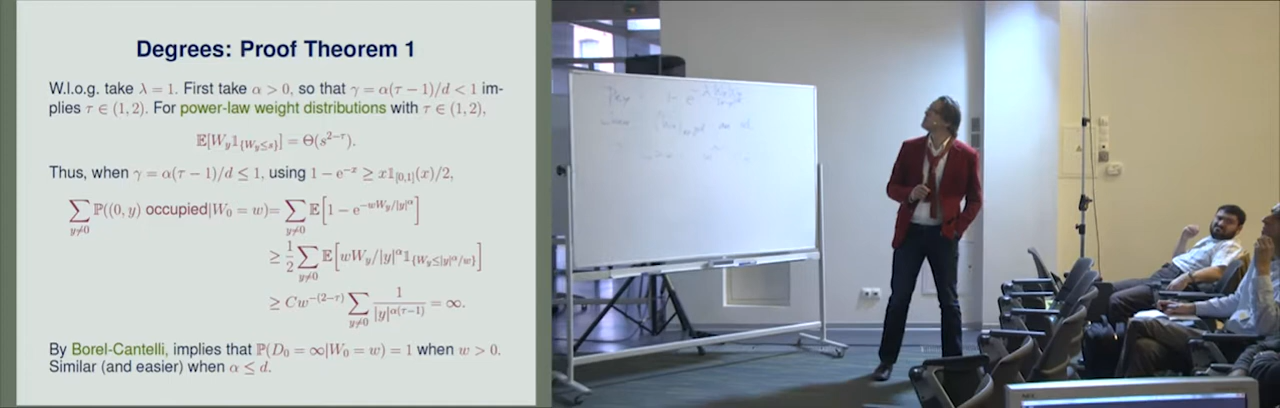 Degrees: Proof Theorem 1
W.l.o.g. take λ = 1. First take α > 0, so that γ = α(τ − 1)/d < 1 im-
plies τ ∈ (1, 2). For power-law weight distributions with τ ∈ (1, 2),
𝔼[W_y 𝟙_{W_y≤s}] = Θ(s^{2−τ}).
Thus, when γ = α(τ − 1)/d ≤ 1, using 1 − e^{−x} ≥ x𝟙_{[0,1]}(x)/2,
∑_{y≠0} ℙ((0, y) occupied|W_0 = w) = ∑_{y≠0} 𝔼[1 − e^{−wW_y/|y|^α}]
≥ 1/2 ∑_{y≠0} 𝔼[wW_y/|y|^α 𝟙_{W_y≤|y|^α/w}]
≥ Cw^{−(2−τ)} ∑_{y≠0} 1/|y|^{α(τ−1)} = ∞.
By Borel-Cantelli, implies that ℙ(D_0 = ∞|W_0 = w) = 1 when w > 0.
Similar (and easier) when α ≤ d.